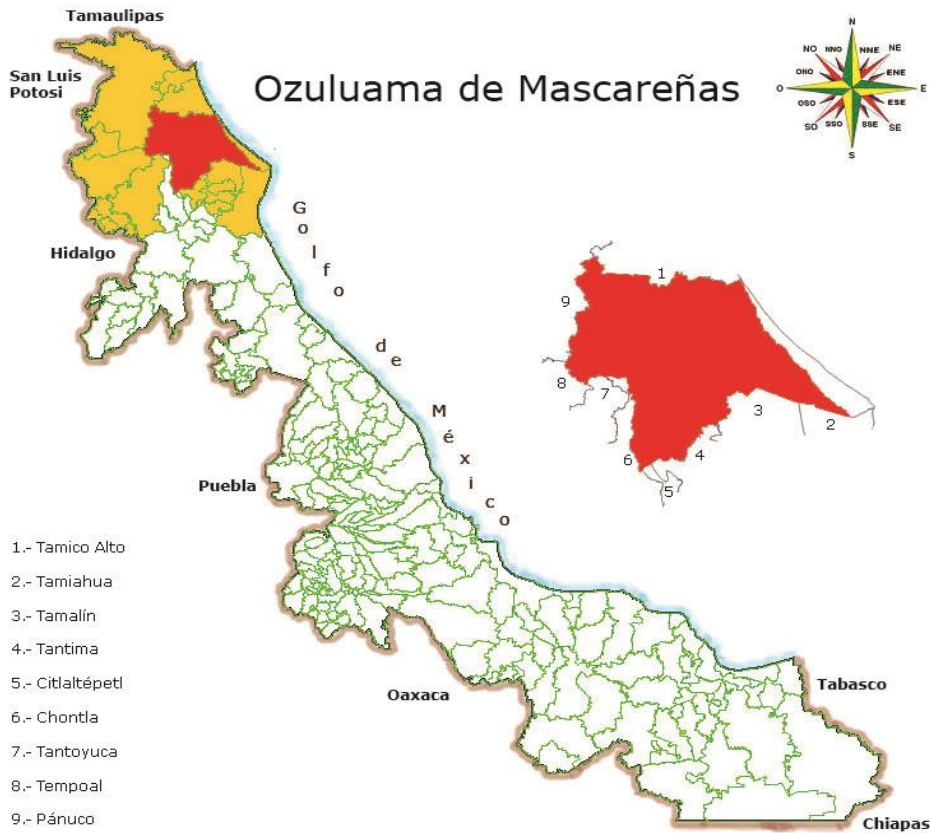 Tamaulipas
San Luis
Potosi
Ozuluama de Mascareñas
N
NNO
NNE
NO
NE
ONO
ENE
O
E
OSO
ESE
SO
SSO
SSE
SE
S
Hidalgo
Golfo de México
1
9
8
7
3
2
6
4
5
Puebla
Oaxaca
Tabasco
Chiapas
1.- Tamico Alto
2.- Tamiahua
3.- Tamalín
4.- Tantima
5.- Citlaltépetl
6.- Chontla
7.- Tantoyuca
8.- Tempoal
9.- Pánuco